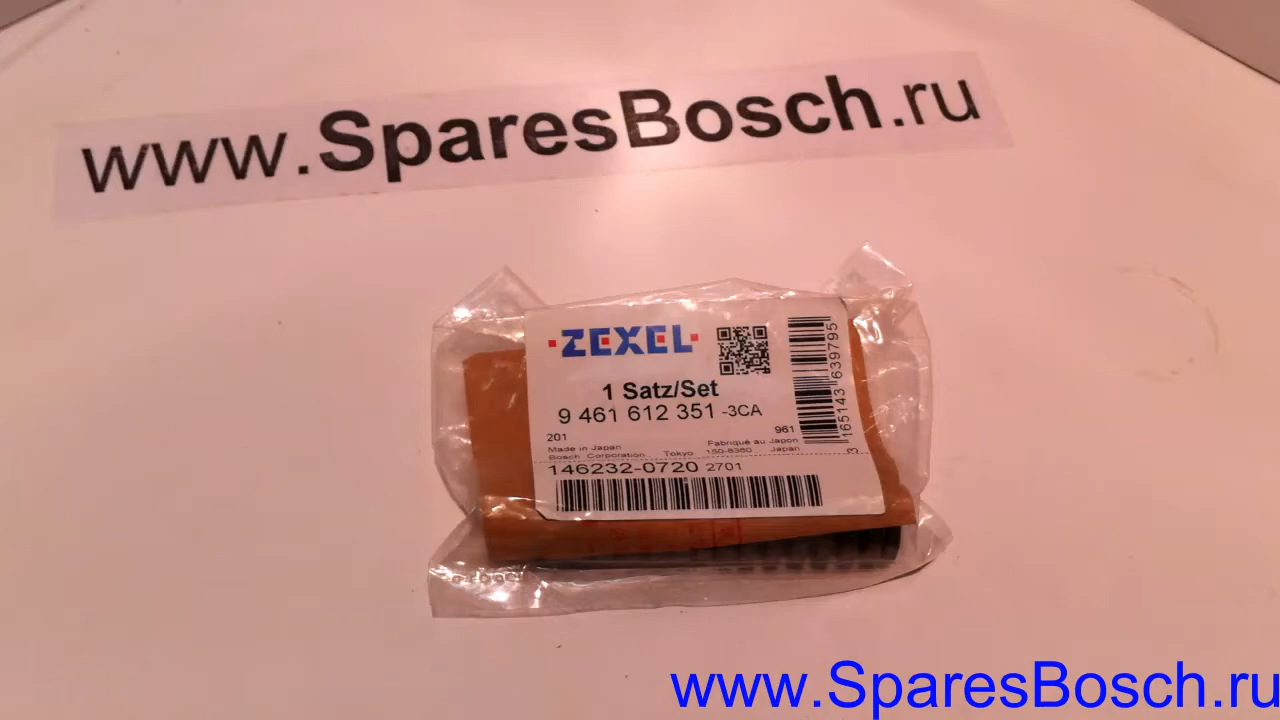 www.SparesBosch.ru
ZEXEL
1 Satz/Set
9 461 612 351 -3CA
201
961
Made in Japan
Fabriqué au Japon
Bosch Corporation Tokyo 150-8360 Japan
146232-0720 2701
165143 639795
3
www.SparesBosch.ru